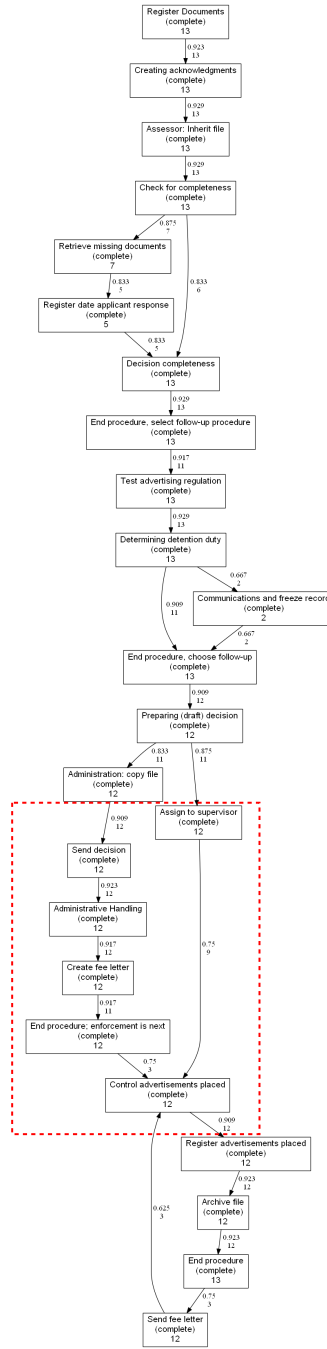 Register Documents
(complete)
13
0.923
13
Creating acknowledgments
(complete)
13
0.929
13
Assessor: Inherit file
(complete)
13
0.929
13
Check for completeness
(complete)
13
0.875
7
Retrieve missing documents
(complete)
7
0.833
5
0.833
6
Register date applicant response
(complete)
5
0.833
5
Decision completeness
(complete)
13
0.929
13
End procedure, select follow-up procedure
(complete)
13
0.917
11
Test advertising regulation
(complete)
13
0.929
13
Determining detention duty
(complete)
13
0.667
2
0.909
11
Communications and freeze record
(complete)
2
0.667
2
End procedure, choose follow-up
(complete)
13
0.909
12
Preparing (draft) decision
(complete)
12
0.833
11
0.875
11
Administration: copy file
(complete)
12
Assign to supervisor
(complete)
12
0.909
12
Send decision
(complete)
12
0.923
12
Administrative Handling
(complete)
12
0.917
12
Create fee letter
(complete)
12
0.75
9
0.917
11
End procedure; enforcement is next
(complete)
12
0.75
3
Control advertisements placed
(complete)
12
0.909
12
Register advertisements placed
(complete)
12
0.923
12
Archive file
(complete)
12
0.625
3
0.923
12
End procedure
(complete)
13
0.75
3
Send fee letter
(complete)
12